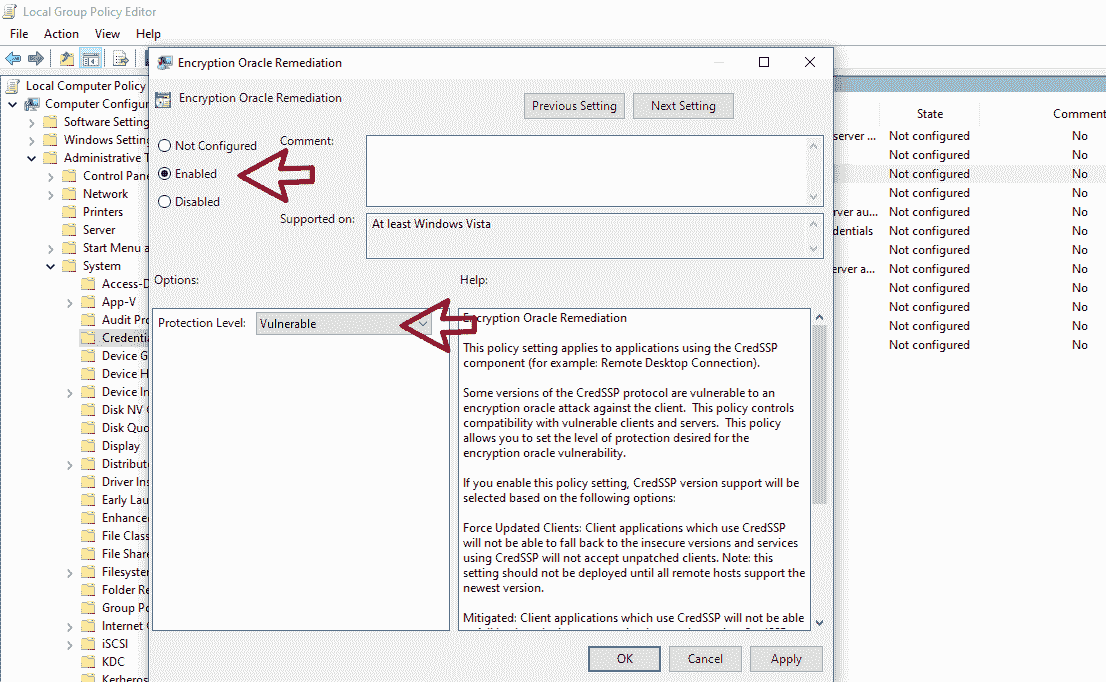 Local Group Policy Editor
File Action View Help
Local Computer Policy
Computer Configur
Software Setting
Windows Setting
Administrative T
Control Pane
Network
Printers
Server
Start Menu a
System
Access-D
App-V
Audit Pro
Credentia
Device G
Device H
Device In
Disk NV
Disk Quo
Display
Distribut
Driver Ins
Early Lau
Enhance
File Class
File Share
Filesyster
Folder Re
Group Po
Internet
iSCSI
KDC
Kerberos
Encryption Oracle Remediation
Encryption Oracle Remediation
Previous Setting Next Setting
Not Configured
Enabled
Disabled
Comment:
Supported on:
At least Windows Vista
Options:
Help:
Protection Level: Vulnerable
Encryption Oracle Remediation
This policy setting applies to applications using the CredSSP
component (for example: Remote Desktop Connection).
Some versions of the CredSSP protocol are vulnerable to an
encryption oracle attack against the client. This policy controls
compatibility with vulnerable clients and servers. This policy
allows you to set the level of protection desired for the
encryption oracle vulnerability.
If you enable this policy setting, CredSSP version support will be
selected based on the following options:
Force Updated Clients: Client applications which use CredSSP
will not be able to fall back to the insecure versions and services
using CredSSP will not accept unpatched clients. Note: this
setting should not be deployed until all remote hosts support the
newest version.
Mitigated: Client applications which use CredSSP will not be able
OK Cancel Apply
State Comment
server ... Not configured No
Not configured No
Not configured No
Not configured No
rver au... Not configured No
dentials Not configured No
Not configured No
erver a... Not configured No
Not configured No
Not configured No
Not configured No
Not configured No